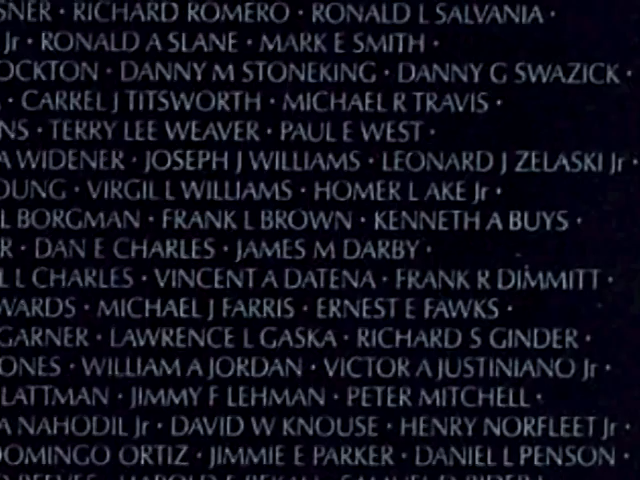 SNER · RICHARD ROMERO · RONALD L SALVANIA ·
Jr · RONALD A SLANE · MARK E SMITH ·
OCKTON · DANNY M STONEKING · DANNY G SWAZICK ·
· CARREL J TITSWORTH · MICHAEL R TRAVIS ·
NS · TERRY LEE WEAVER · PAUL E WEST ·
A WIDENER · JOSEPH J WILLIAMS · LEONARD J ZELASKI Jr ·
OUNG · VIRGIL L WILLIAMS · HOMER L AKE Jr ·
L BORGMAN · FRANK L BROWN · KENNETH A BUYS ·
R · DAN E CHARLES · JAMES M DARBY ·
L L CHARLES · VINCENT A DATENA · FRANK R DIMMITT ·
WARDS · MICHAEL J FARRIS · ERNEST E FAWKS ·
GARNER · LAWRENCE L GASKA · RICHARD S GINDER ·
ONES · WILLIAM A JORDAN · VICTOR A JUSTINIANO Jr ·
LATTMAN · JIMMY F LEHMAN · PETER MITCHELL ·
A NAHODIL Jr · DAVID W KNOUSE · HENRY NORFLEET Jr ·
DOMINGO ORTIZ · JIMMIE E PARKER · DANIEL L PENSON ·